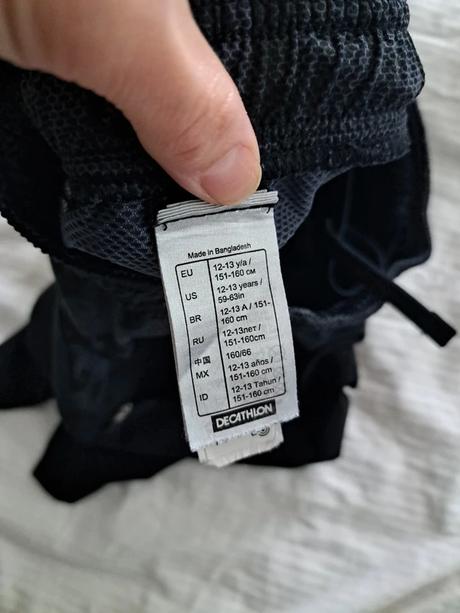 Made in Bangladesh
EU 12-13 y/a /
151-160 см
US 12-13 years /
59-63in
BR 12-13 A / 151-
160 cm
RU 12-13лет /
151-160cm
中国 160/66
MX 12-13 años /
151-160 cm
ID 12-13 Tahun /
151-160 cm
DECATHLON